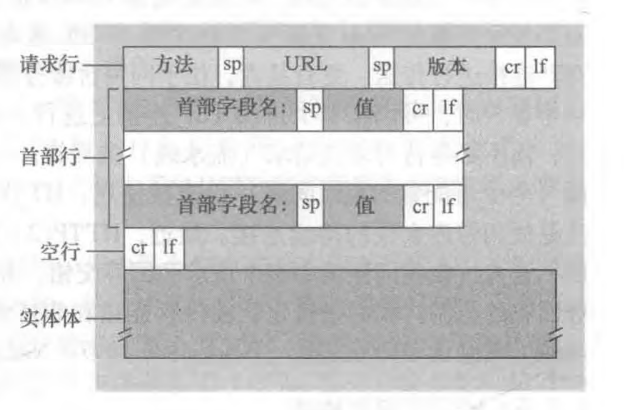 请求行 方法 sp URL sp 版本 cr lf
首部字段名: sp 值 cr lf
首部行
首部字段名: sp 值 cr lf
空行 cr lf
实体体